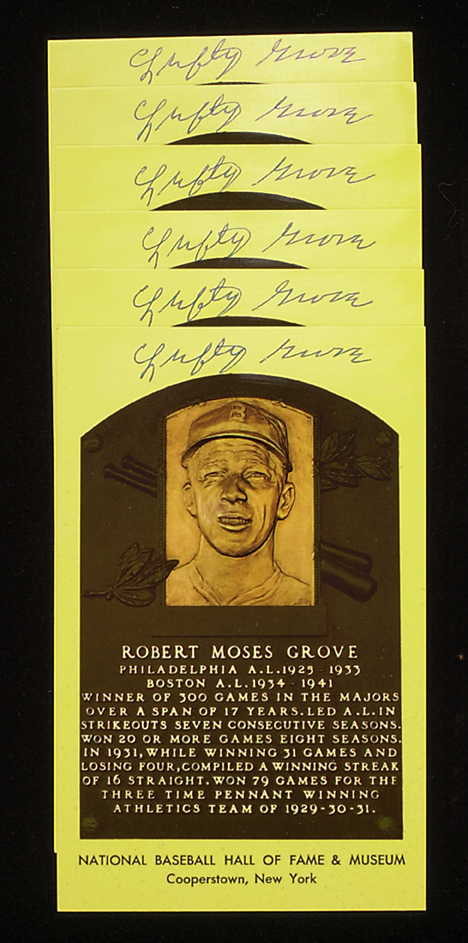 Lefty Grove
Lefty Grove
Lefty Grove
Lefty Grove
Lefty Grove
Lefty Grove
B
ROBERT MOSES GROVE
PHILADELPHIA A.L. 1925 - 1933
BOSTON A.L. 1934 - 1941
WINNER OF 300 GAMES IN THE MAJORS
OVER A SPAN OF 17 YEARS. LED A.L. IN
STRIKEOUTS SEVEN CONSECUTIVE SEASONS.
WON 20 OR MORE GAMES EIGHT SEASONS.
IN 1931, WHILE WINNING 31 GAMES AND
LOSING FOUR, COMPILED A WINNING STREAK
OF 16 STRAIGHT. WON 79 GAMES FOR THE
THREE TIME PENNANT WINNING
ATHLETICS TEAM OF 1929-30-31.
NATIONAL BASEBALL HALL OF FAME & MUSEUM
Cooperstown, New York